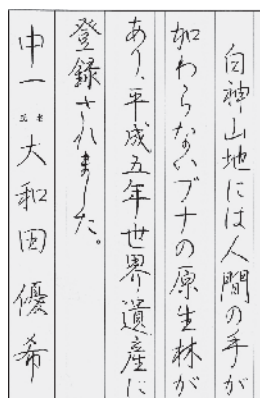 白神山地には人間の手が
加わらないブナの原生林が
あり、平成五年世界遺産に
登録されました。
中一 大和田優希